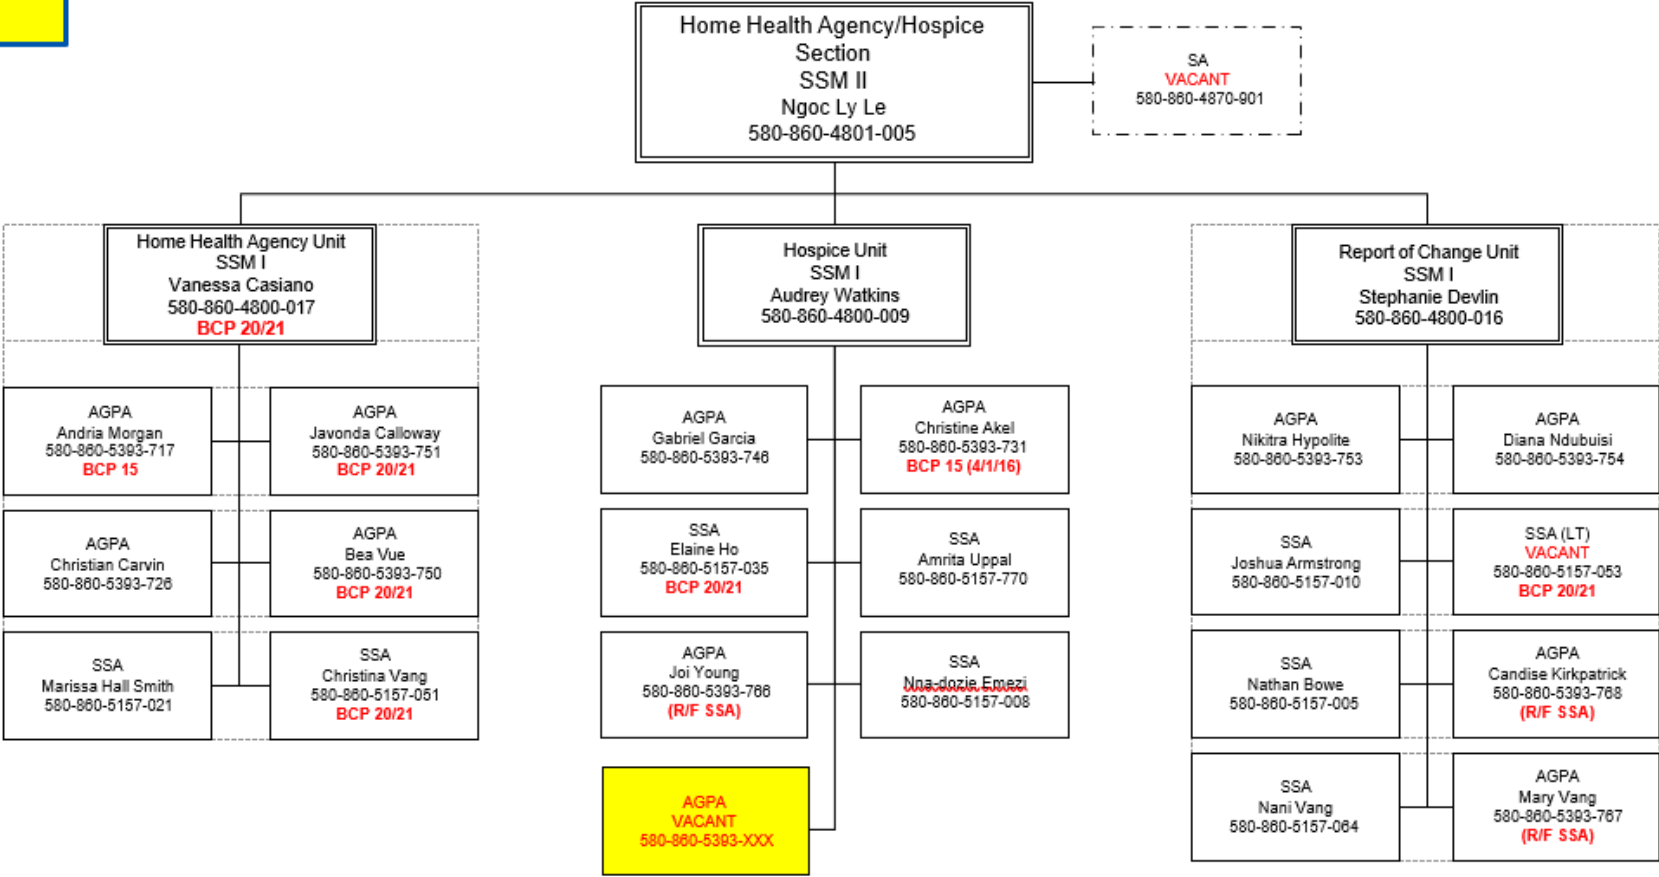 Home Health Agency/Hospice
Section
SSM II
Ngoc Ly Le
580-860-4801-005
SA
VACANT
580-860-4870-901
Home Health Agency Unit
SSM I
Vanessa Casiano
580-860-4800-017
BCP 20/21
Hospice Unit
SSM I
Audrey Watkins
580-860-4800-009
Report of Change Unit
SSM I
Stephanie Devlin
580-860-4800-016
AGPA
Andria Morgan
580-860-5393-717
BCP 15
AGPA
Javonda Calloway
580-860-5393-751
BCP 20/21
AGPA
Christian Carvin
580-860-5393-726
AGPA
Bea Vue
580-860-5393-750
BCP 20/21
SSA
Marissa Hall Smith
580-860-5157-021
SSA
Christina Vang
580-860-5157-051
BCP 20/21
AGPA
Gabriel Garcia
580-860-5393-746
AGPA
Christine Akel
580-860-5393-731
BCP 15 (4/1/16)
SSA
Elaine Ho
580-860-5157-035
BCP 20/21
SSA
Amrita Uppal
580-860-5157-770
AGPA
Joi Young
580-860-5393-766
(R/F SSA)
SSA
Nna-dozie Emezi
580-860-5157-008
AGPA
VACANT
580-860-5393-XXX
AGPA
Nikitra Hypolite
580-860-5393-753
AGPA
Diana Ndubuisi
580-860-5393-754
SSA
Joshua Armstrong
580-860-5157-010
SSA (LT)
VACANT
580-860-5157-053
BCP 20/21
SSA
Nathan Bowe
580-860-5157-005
AGPA
Candise Kirkpatrick
580-860-5393-768
(R/F SSA)
SSA
Nani Vang
580-860-5157-064
AGPA
Mary Vang
580-860-5393-767
(R/F SSA)